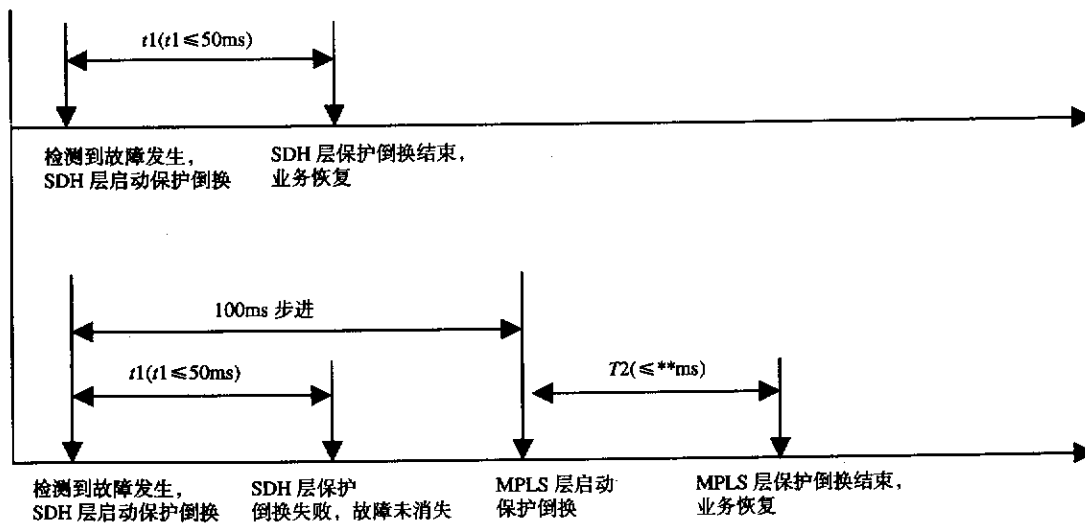 t1(t1≤50ms)
检测到故障发生，
SDH 层启动保护倒换
SDH 层保护倒换结束，
业务恢复
100ms 步进
t1(t1≤50ms)
T2(≤**ms)
检测到故障发生，
SDH 层启动保护倒换
SDH 层保护
倒换失败，故障未消失
MPLS 层启动
保护倒换
MPLS 层保护倒换结束，
业务恢复